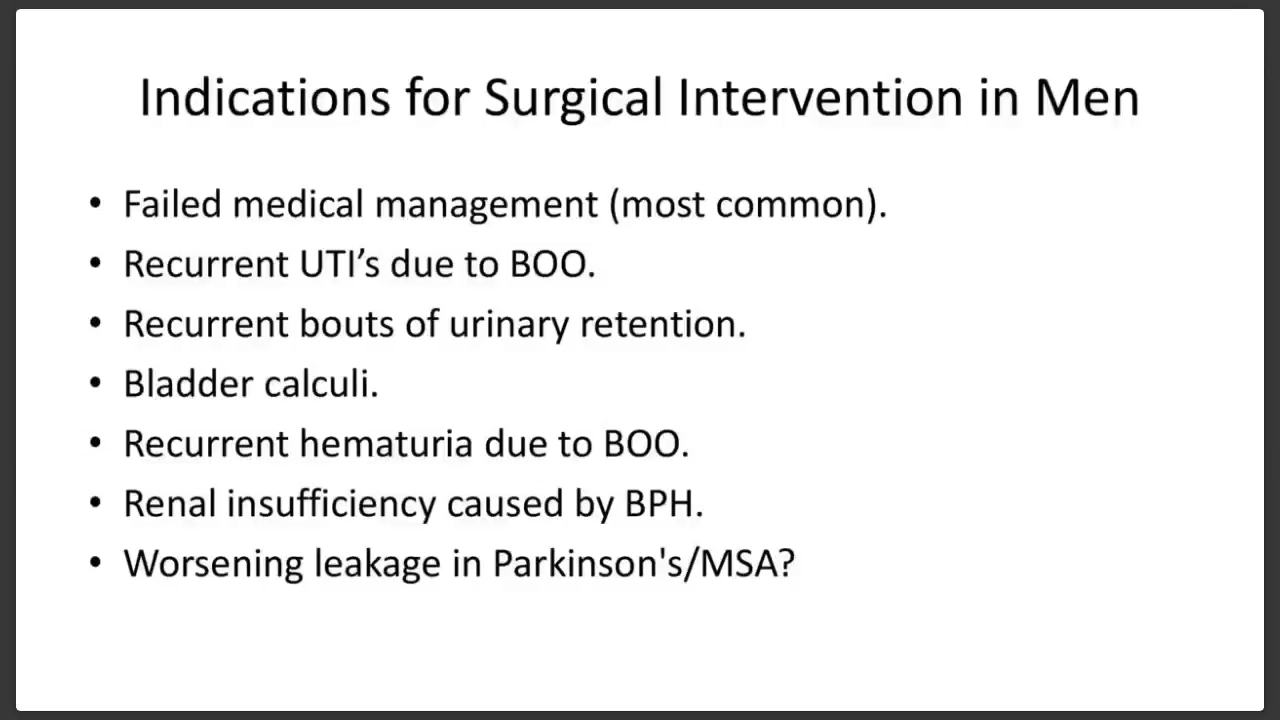 Indications for Surgical Intervention in Men
• Failed medical management (most common).
• Recurrent UTI’s due to BOO.
• Recurrent bouts of urinary retention.
• Bladder calculi.
• Recurrent hematuria due to BOO.
• Renal insufficiency caused by BPH.
• Worsening leakage in Parkinson's/MSA?